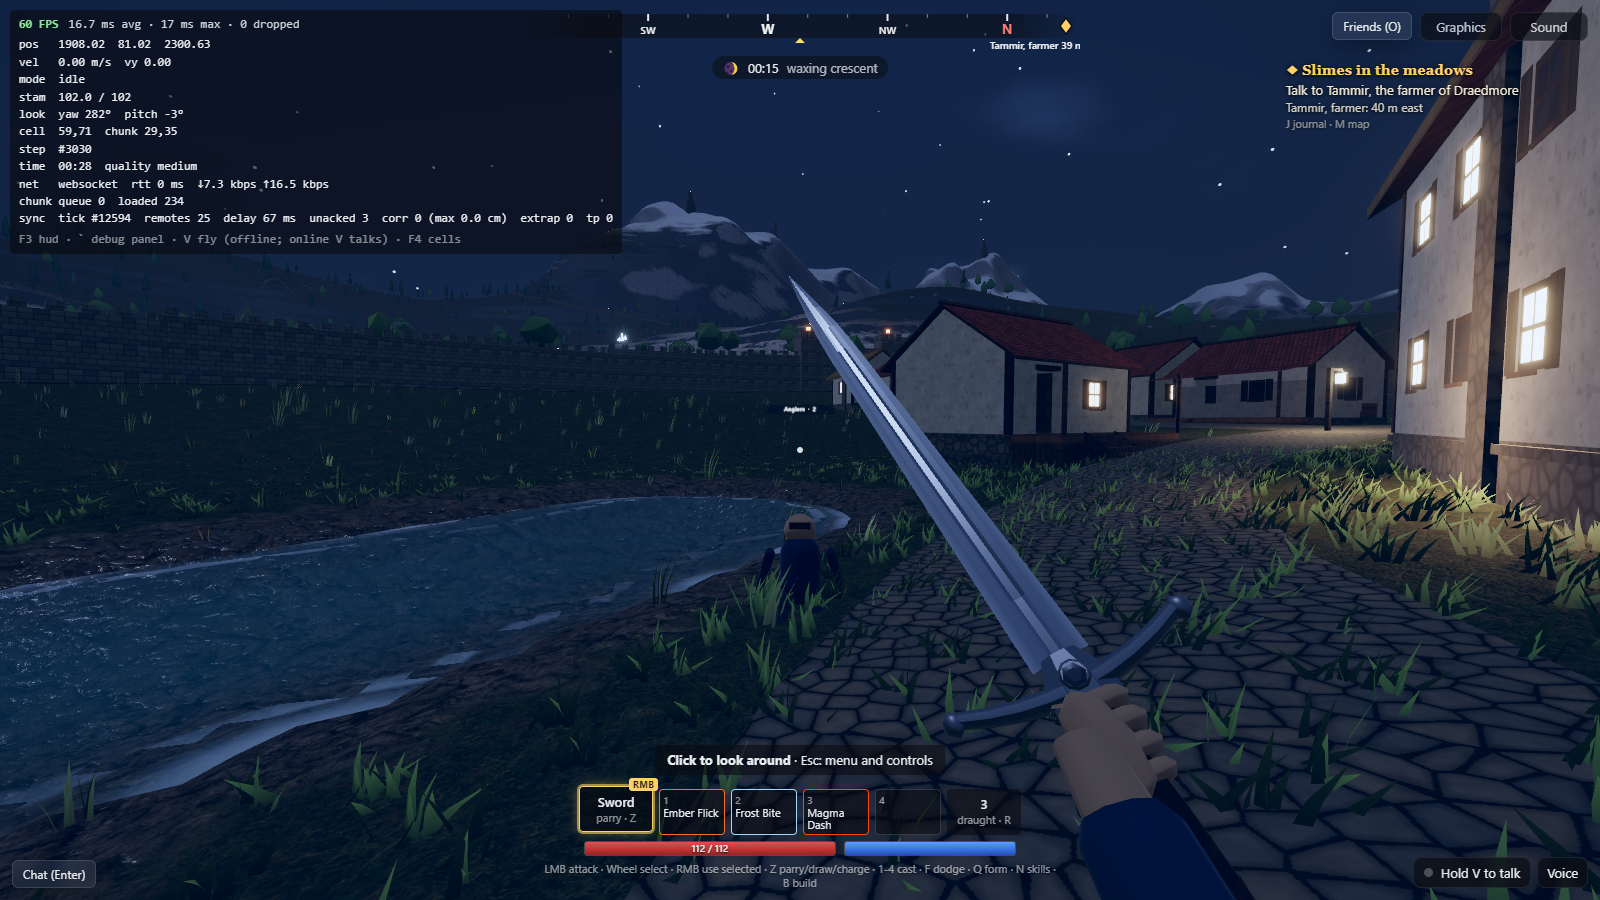 60 FPS 16.7 ms avg · 17 ms max · 0 dropped
pos 1908.02 81.02 2300.63
vel 0.00 m/s vy 0.00
mode idle
stam 102.0 / 102
look yaw 282° pitch -3°
cell 59,71 chunk 29,35
step #3030
time 00:28 quality medium
net websocket rtt 0 ms ↓7.3 kbps ↑16.5 kbps
chunk queue 0 loaded 234
sync tick #12594 remotes 25 delay 67 ms unacked 3 corr 0 (max 0.0 cm) extrap 0 tp 0
F3 hud · ` debug panel · V fly (offline; online V talks) · F4 cells
SW W NW N
Tammir, farmer 39 m
00:15 waxing crescent
Friends (O) Graphics Sound
◆ Slimes in the meadows
Talk to Tammir, the farmer of Draedmore
Tammir, farmer: 40 m east
J journal · M map
Anglers · 2
Click to look around · Esc: menu and controls
RMB
Sword
parry · Z
1
Ember Flick
2
Frost Bite
3
Magma
Dash
4
3
draught · R
112 / 112
LMB attack · Wheel select · RMB use selected · Z parry/draw/charge · 1-4 cast · F dodge · Q form · N skills ·
B build
Chat (Enter)
Hold V to talk
Voice